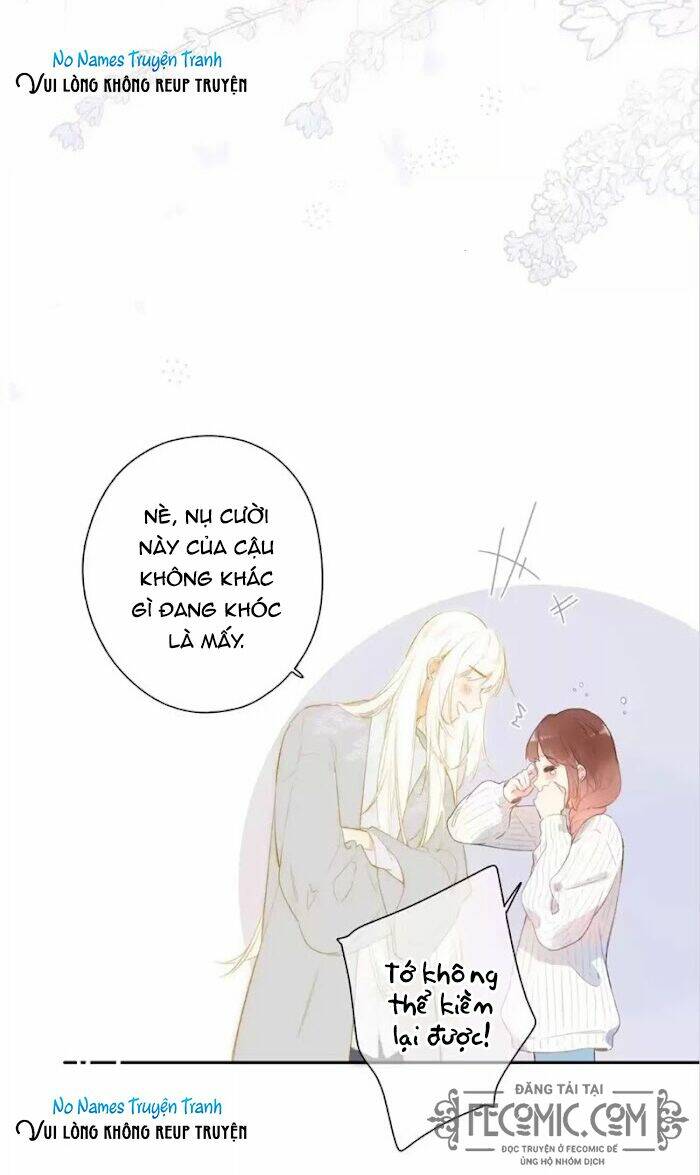 No Names Truyện Tranh
Vui lòng không reup truyện
NÈ, NỤ CƯỜI
NÀY CỦA CẬU
KHÔNG KHÁC
GÌ ĐANG KHÓC
LÀ MẤY.
Tớ không
thể kiềm
lại được!
ĐĂNG TẢI TẠI
FECOMIC.COM
ĐỌC TRUYỆN Ở FECOMIC ĐỂ
ỦNG HỘ NHÓM DỊCH
No Names Truyện Tranh
Vui lòng không reup truyện